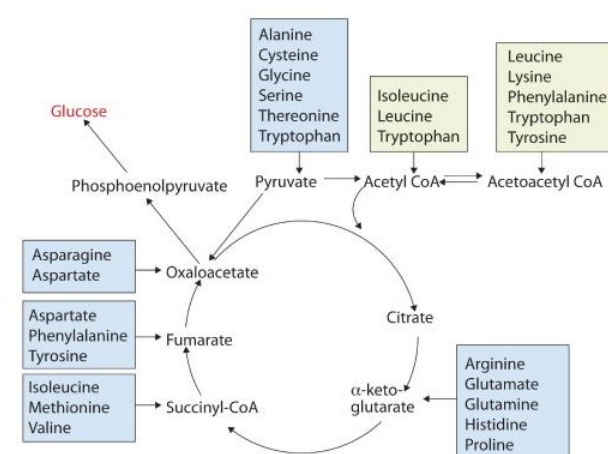 Alanine
Cysteine
Glycine
Serine
Thereonine
Tryptophan
Isoleucine
Leucine
Tryptophan
Leucine
Lysine
Phenylalanine
Tryptophan
Tyrosine
Glucose
Phosphoenolpyruvate
Pyruvate
Acetyl CoA
Acetoacetyl CoA
Asparagine
Aspartate
Oxaloacetate
Aspartate
Phenylalanine
Tyrosine
Fumarate
Citrate
Isoleucine
Methionine
Valine
Succinyl-CoA
α-keto-
glutarate
Arginine
Glutamate
Glutamine
Histidine
Proline